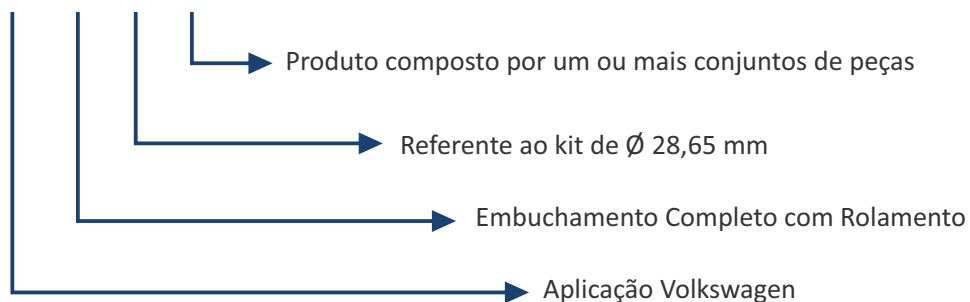 Produto composto por um ou mais conjuntos de peças
Referente ao kit de Ø 28,65 mm
Embuchamento Completo com Rolamento
Aplicação Volkswagen